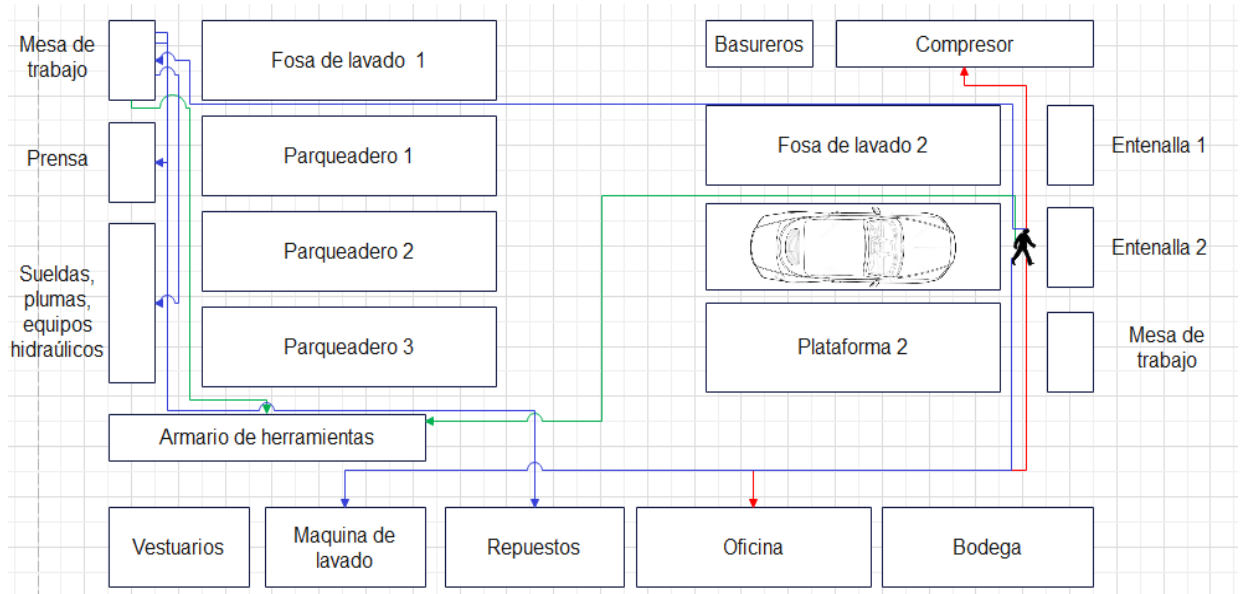 Mesa de
trabajo
Fosa de lavado 1
Basureros
Compresor
Prensa
Parqueadero 1
Fosa de lavado 2
Entenalla 1
Parqueadero 2
Entenalla 2
Sueldas,
plumas,
equipos
hidraúlicos
Parqueadero 3
Plataforma 2
Mesa de
trabajo
Armario de herramientas
Vestuarios
Maquina de
lavado
Repuestos
Oficina
Bodega